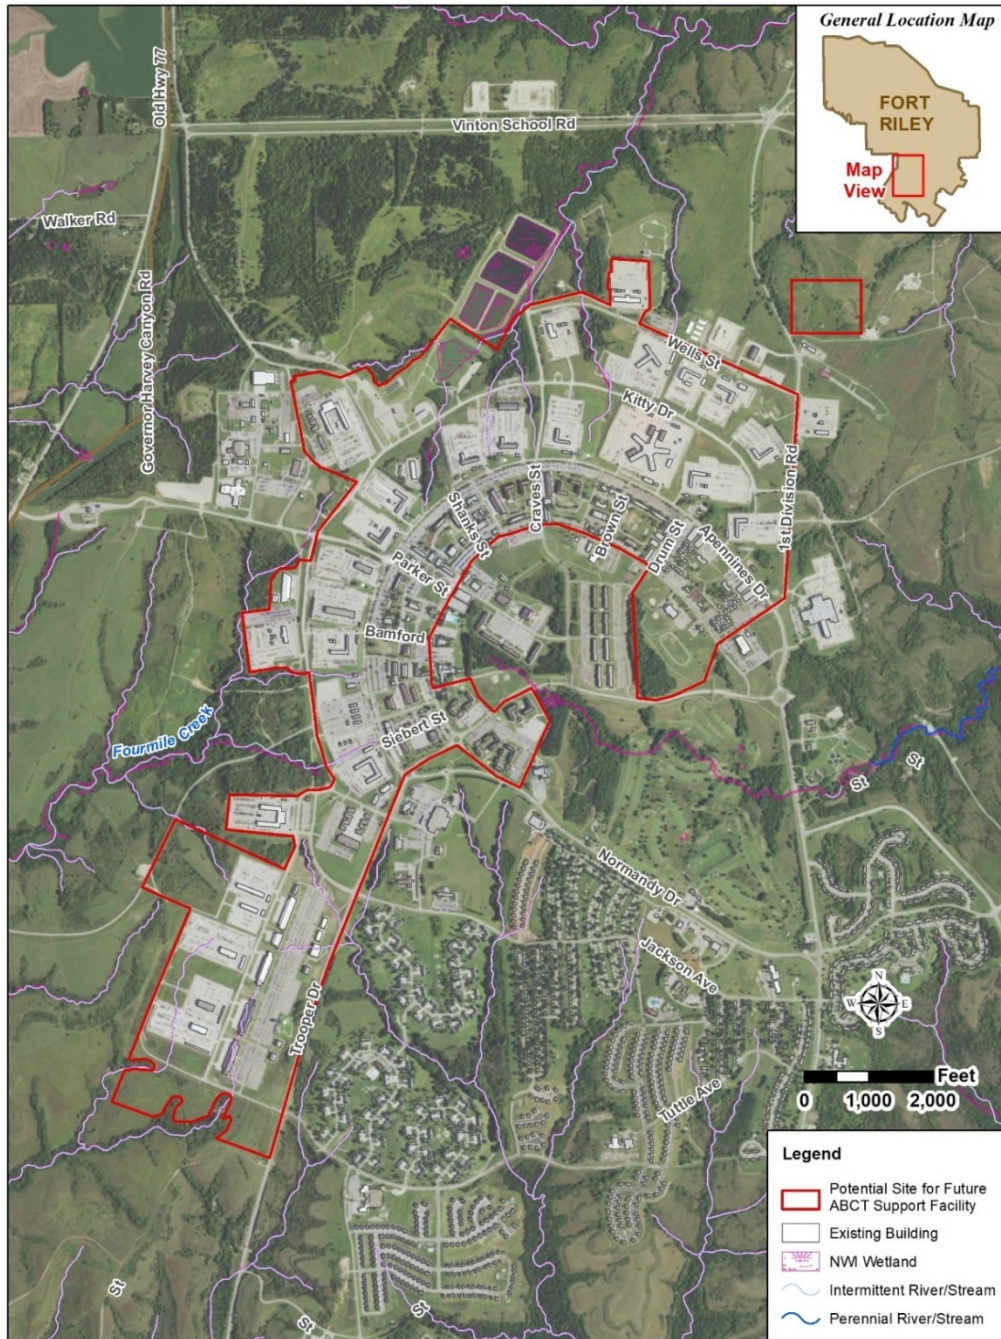 General Location Map
FORT
RILEY
Map
View
Old Hwy 77
Vinton School Rd
Walker Rd
Governor Harvey Canyon Rd
Wells St
Kitty Dr
1st Division Rd
Craves St
Shanks St
Brown St
Drum St
Apennines Dr
Parker St
Bamford
Siebert St
Fourmile Creek
St
St
Normandy Dr
Jackson Ave
Trooper Dr
Tuttle Ave
N
W
E
S
Feet
0
1,000
2,000
St
St
St
Legend
Potential Site for Future
ABCT Support Facility
Existing Building
NWI Wetland
Intermittent River/Stream
Perennial River/Stream